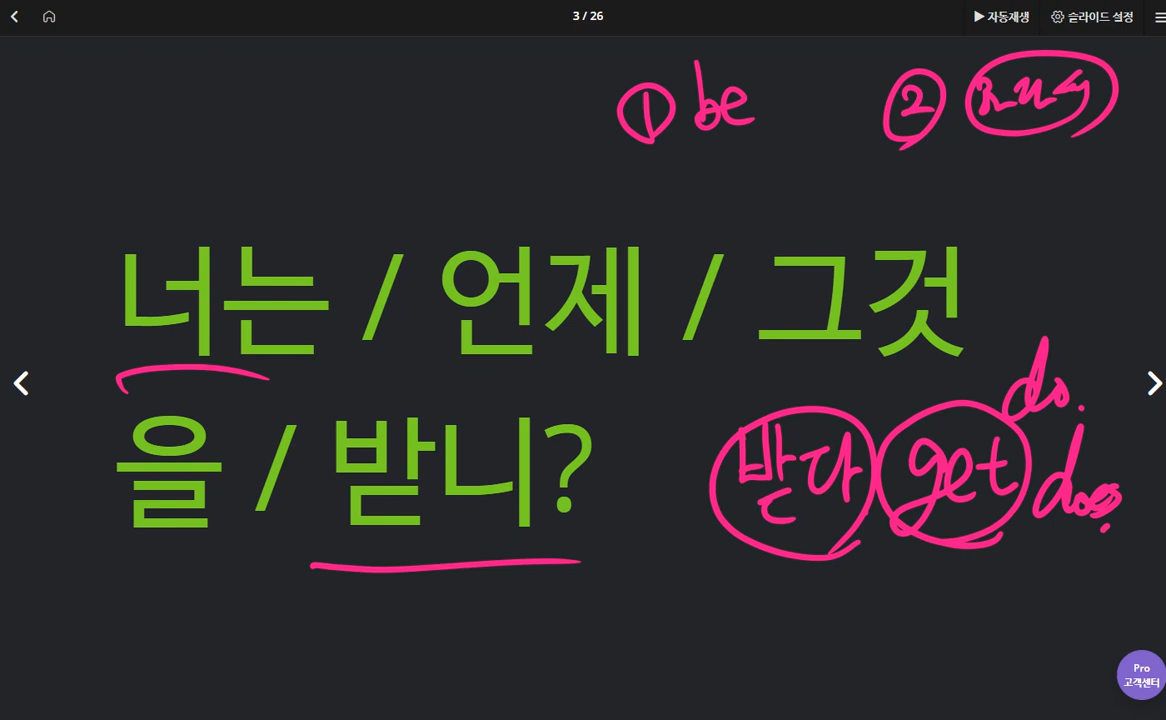 3 / 26
자동재생
슬라이드 설정
① be
②
너는 / 언제 / 그것
을 / 받니?
do.
받다 get
does
Pro
고객센터